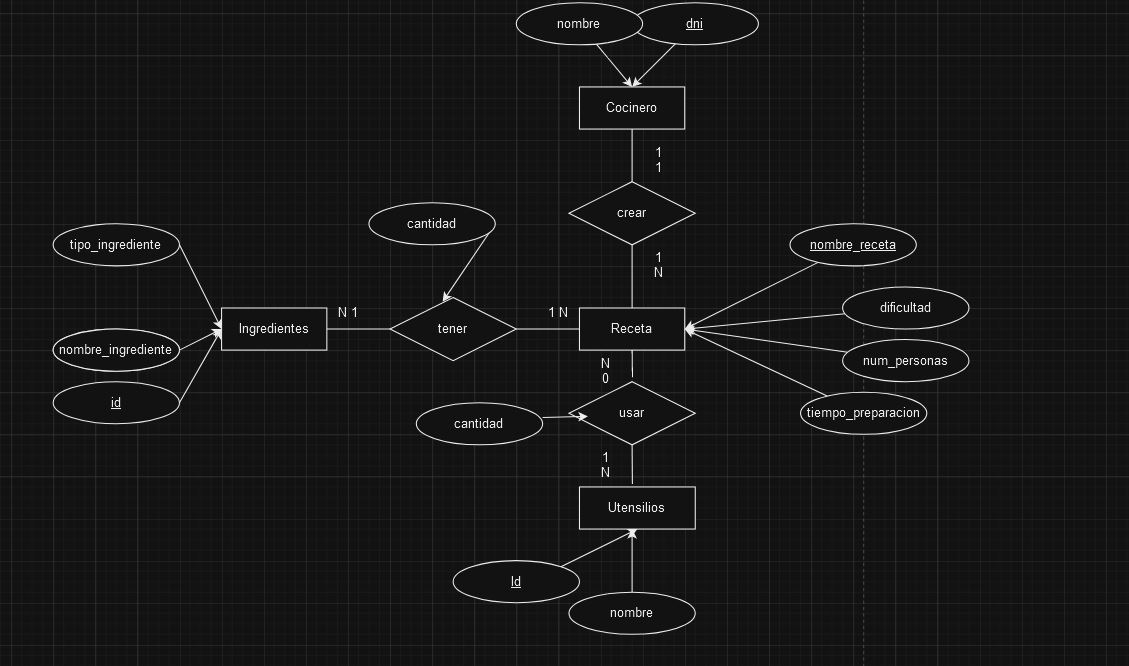 nombre
dni
Cocinero
1
1
crear
1
N
cantidad
tipo_ingrediente
nombre_ingrediente
id
Ingredientes
N 1
tener
1 N
Receta
nombre_receta
dificultad
num_personas
tiempo_preparacion
N
0
usar
cantidad
1
N
Utensilios
Id
nombre